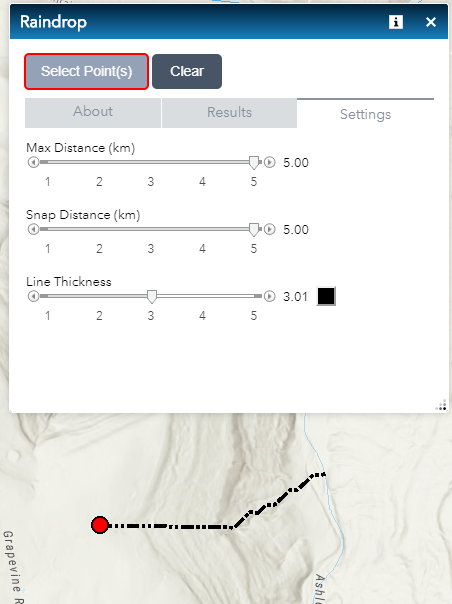 Raindrop
Select Point(s) Clear
About Results Settings
Max Distance (km)
5.00
1 2 3 4 5
Snap Distance (km)
5.00
1 2 3 4 5
Line Thickness
3.01
1 2 3 4 5
Grapevine R
Ashl